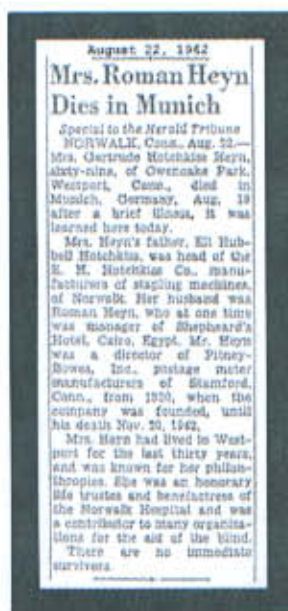 August 22, 1962
Mrs. Roman Heyn
Dies in Munich
Special to the Herald Tribune
NORWALK, Conn., Aug. 22.—
Mrs. Gertrude Hotchkiss Heyn,
sixty-nine, of Owenoke Park,
Westport, Conn., died in
Munich, Germany, Aug. 19
after a brief illness, it was
learned here today.
Mrs. Heyn's father, Eli Hub-
bell Hotchkiss, was head of the
E. H. Hotchkiss Co., manu-
facturers of stapling machines,
of Norwalk. Her husband was
Roman Heyn, who at one time
was manager of Shepheard's
Hotel, Cairo, Egypt. Mr. Heyn
was a director of Pitney-
Bowes, Inc., postage meter
manufacturers of Stamford,
Conn., from 1920, when the
company was founded, until
his death Nov. 20,
Mrs. Heyn had lived in West-
port for the last thirty years,
and was known for her philan-
thropies. She was an honorary
life trustee and benefactress of
the Norwalk Hospital and was
a contributor to many organiza-
tions for the aid of the blind.
There are no immediate
survivors.